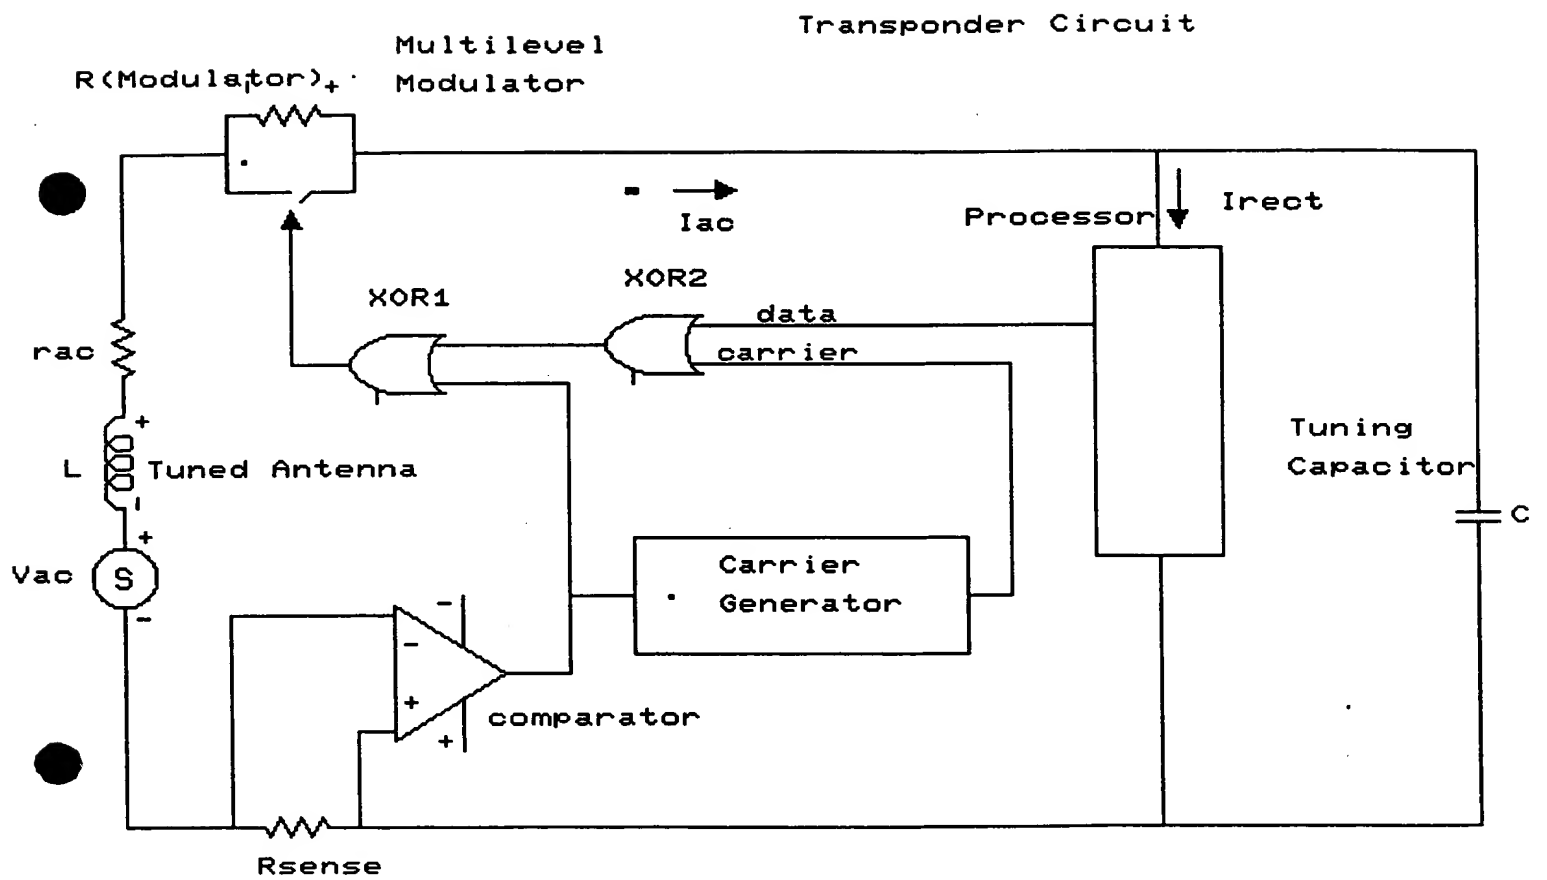 Transponder Circuit
Multilevel
Modulator
R(Modulator)
+
Iac
Processor
Irect
XOR1
XOR2
data
carrier
rac
+
L
Tuned Antenna
-
+
Vac
S
-
Tuning
Capacitor
C
Carrier
Generator
-
-
+
+
comparator
Rsense